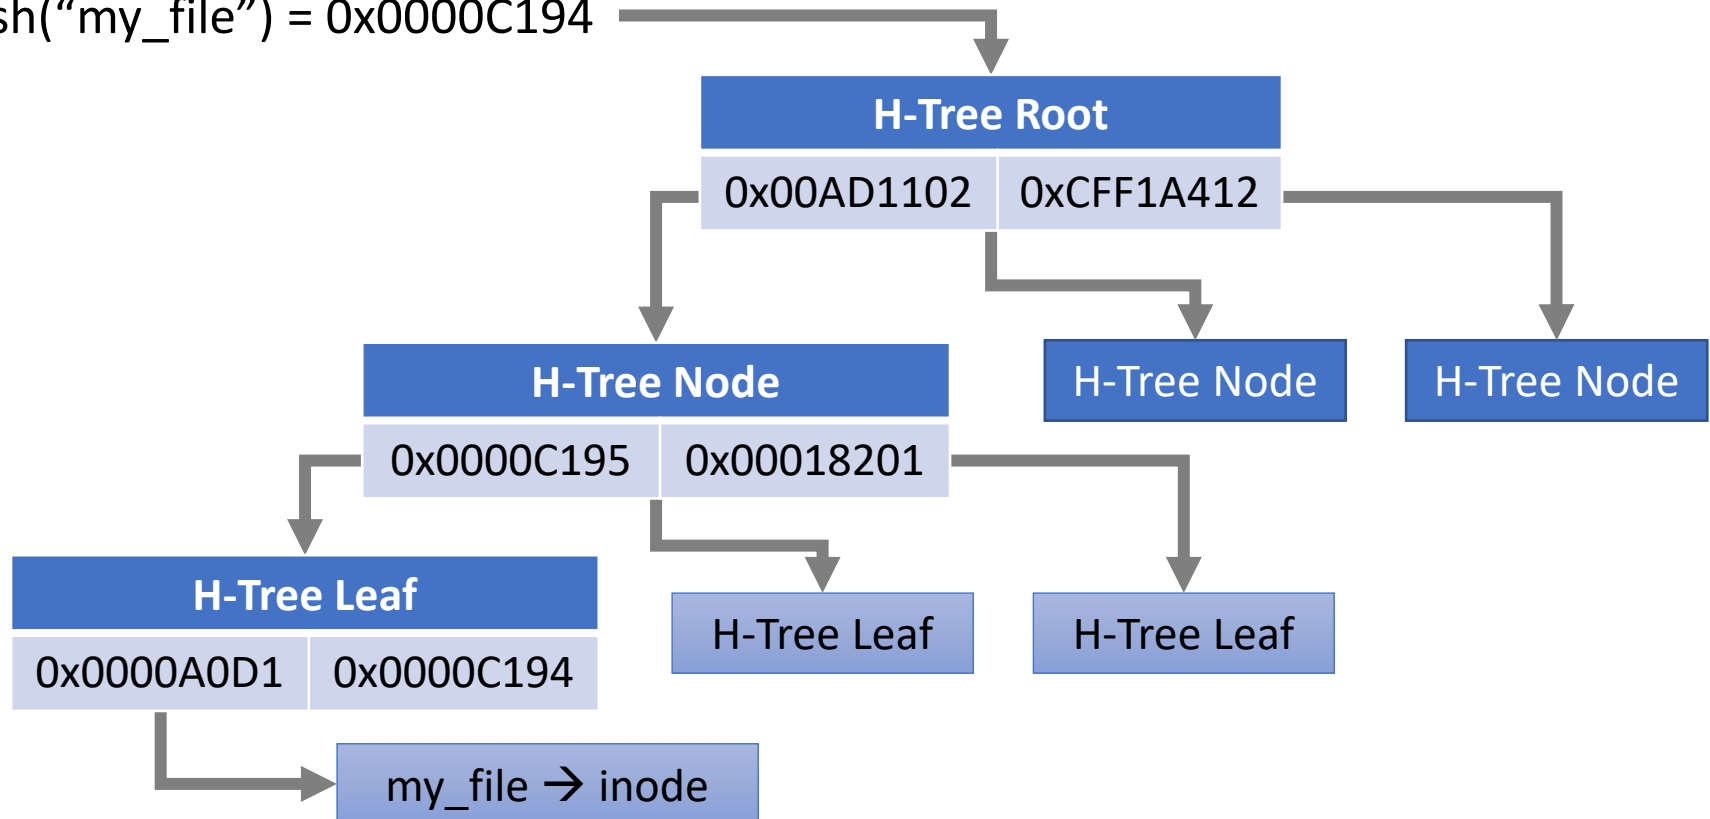 sh(“my_file”) = 0x0000C194
H-Tree Root
0x00AD1102 0xCFF1A412
H-Tree Node
H-Tree Node
H-Tree Node
0x0000C195 0x00018201
H-Tree Leaf
0x0000A0D1 0x0000C194
H-Tree Leaf
H-Tree Leaf
my_file → inode